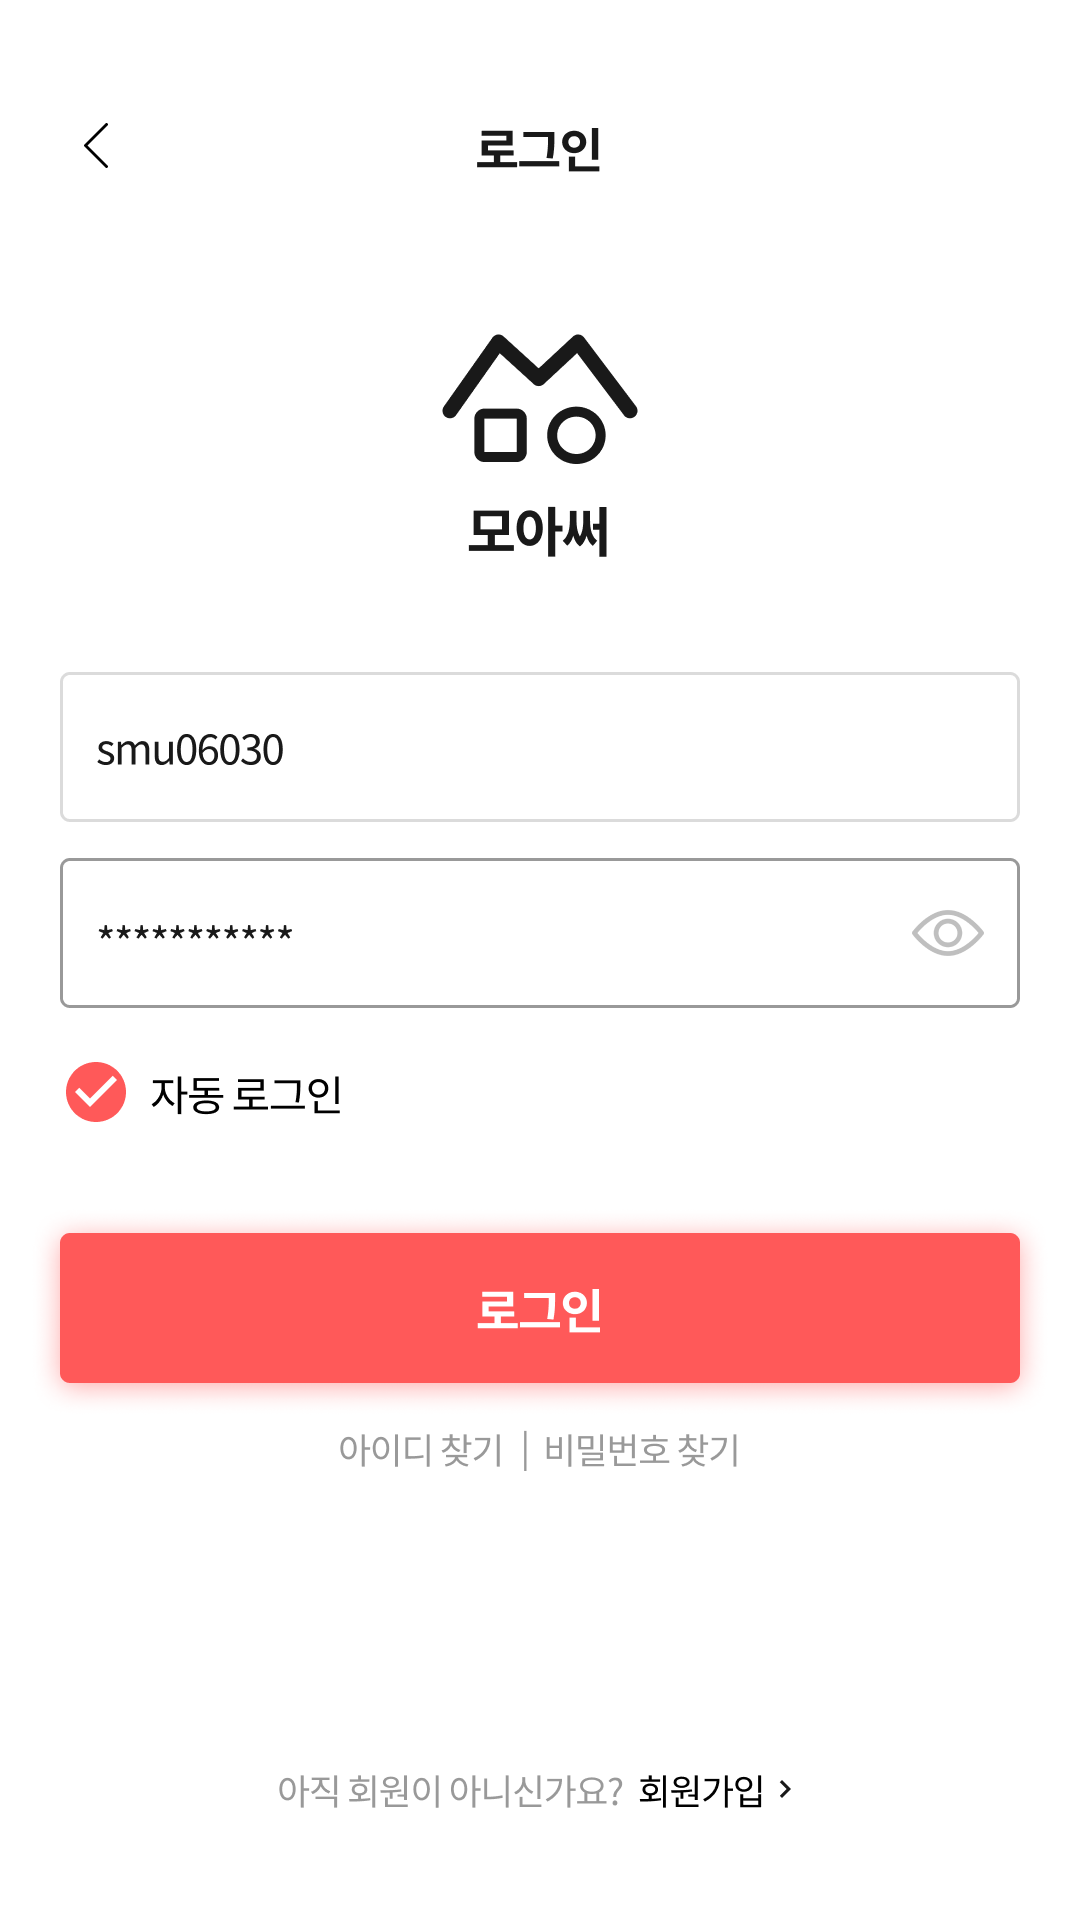 로그인
모아써
smu06030
***********
자동 로그인
로그인
아이디 찾기 | 비밀번호 찾기
아직 회원이 아니신가요? 회원가입 >